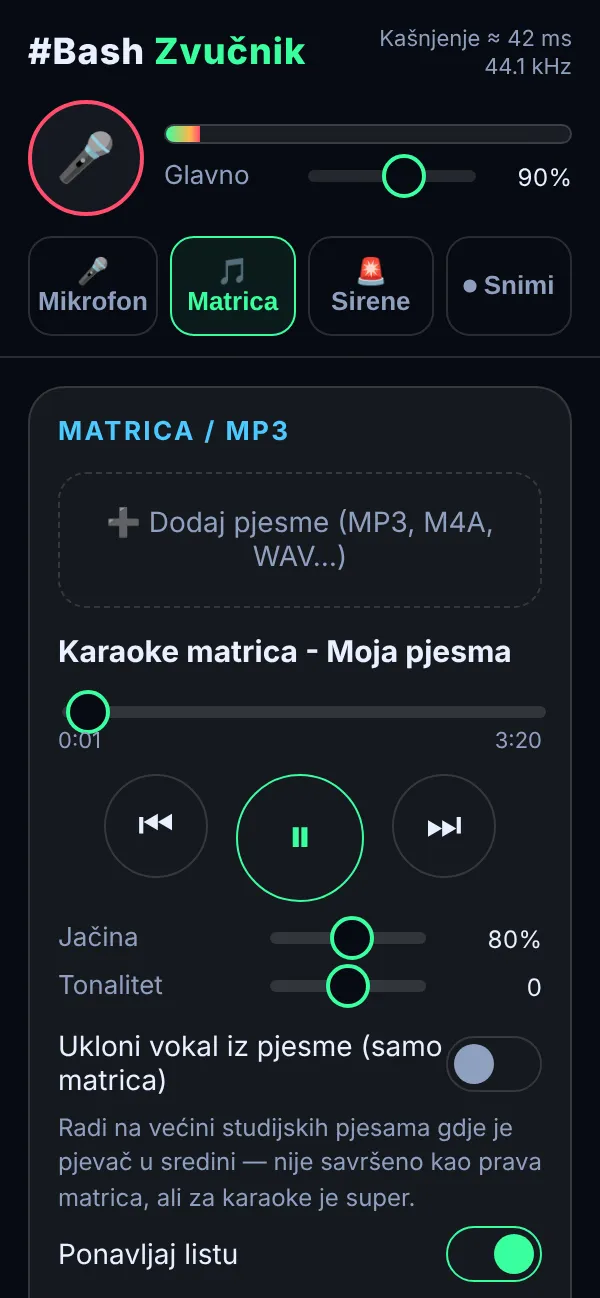 #Bash Zvučnik
Kašnjenje ≈ 42 ms
44.1 kHz
Glavno
90%
Mikrofon
Matrica
Sirene
Snimi
MATRICA / MP3
➕ Dodaj pjesme (MP3, M4A,
WAV...)
Karaoke matrica - Moja pjesma
0:01
3:20
Jačina
80%
Tonalitet
0
Ukloni vokal iz pjesme (samo
matrica)
Radi na većini studijskih pjesama gdje je
pjevač u sredini — nije savršeno kao prava
matrica, ali za karaoke je super.
Ponavljaj listu